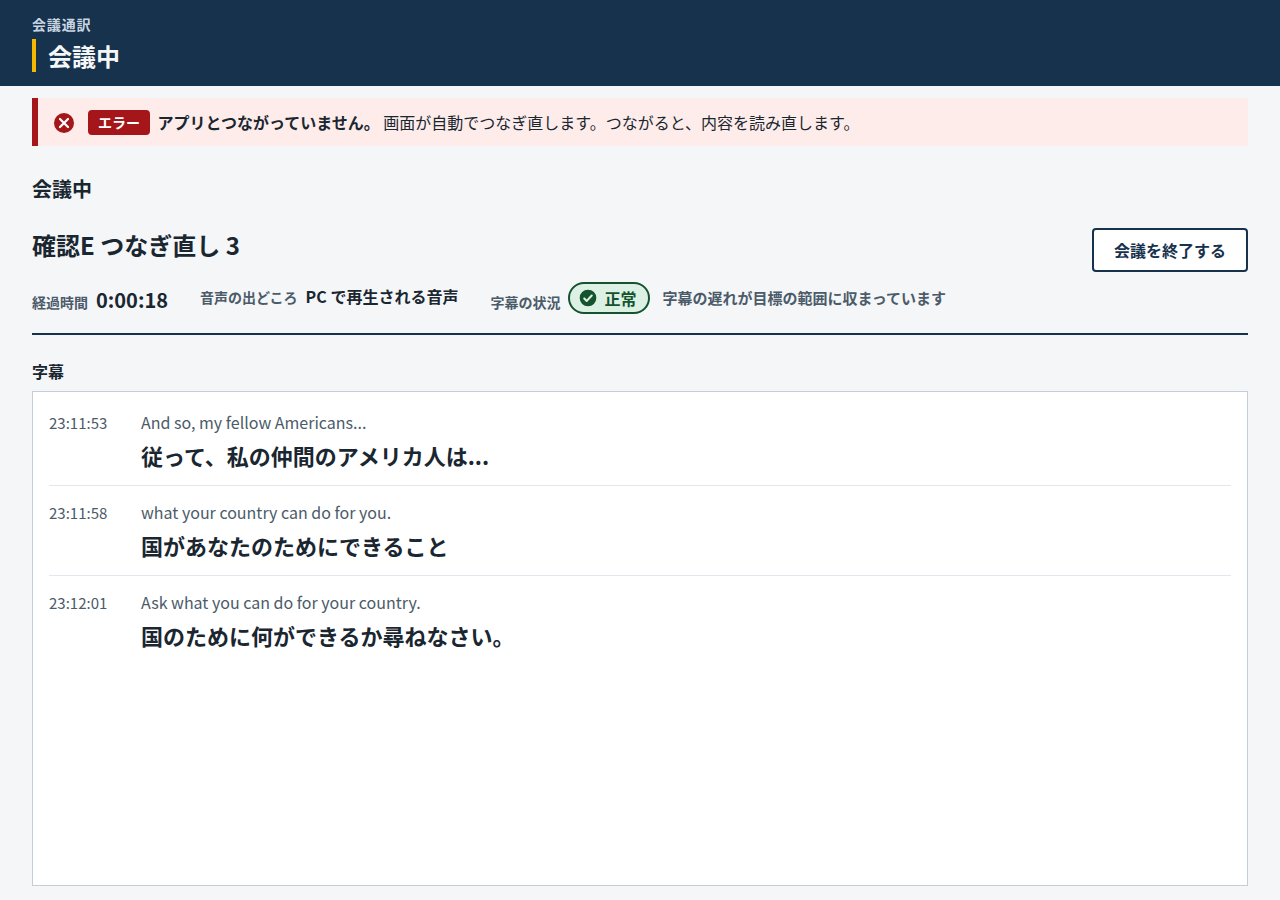 会議通訳
会議中
エラー アプリとつながっていません。 画面が自動でつなぎ直します。つながると、内容を読み直します。
会議中
確認E つなぎ直し 3
会議を終了する
経過時間 0:00:18 音声の出どころ PC で再生される音声 字幕の状況 正常 字幕の遅れが目標の範囲に収まっています
字幕
23:11:53 And so, my fellow Americans...
従って、私の仲間のアメリカ人は...
23:11:58 what your country can do for you.
国があなたのためにできること
23:12:01 Ask what you can do for your country.
国のために何ができるか尋ねなさい。